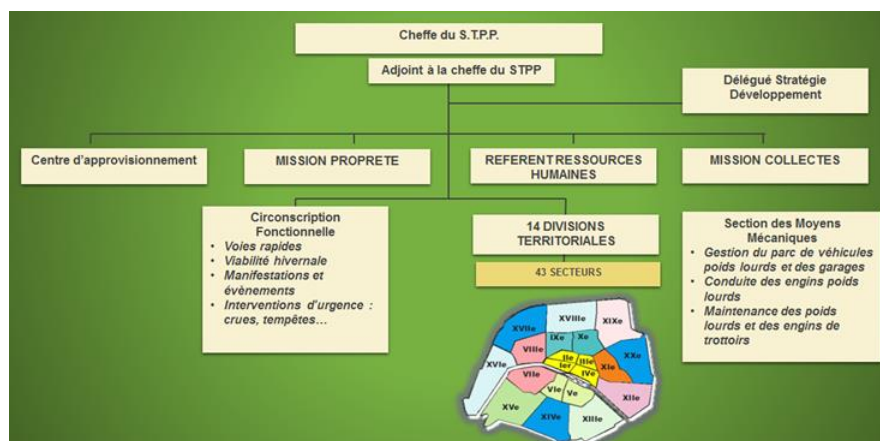 Cheffe du S.T.P.P.
Adjoint à la cheffe du STPP
Délégué Stratégie
Développement
Centre d'approvisionnement
MISSION PROPRETE
REFERENT RESSOURCES
HUMAINES
MISSION COLLECTES
Circonscription
Fonctionnelle
• Voies rapides
• Viabilité hivernale
• Manifestations et
évènements
• Interventions d'urgence :
crues, tempêtes…
14 DIVISIONS
TERRITORIALES
43 SECTEURS
Section des Moyens
Mécaniques
• Gestion du parc de véhicules
poids lourds et des garages
• Conduite des engins poids
lourds
• Maintenance des poids
lourds et des engins de
trottoirs
XVIIIe
XIXe
XVIIe
IXe
Xe
VIIIe
IIe
IIIe
XXe
XVIe
Ier
XIe
IVe
VIIe
VIe
Ve
XIIe
XVe
XIVe
XIIIe